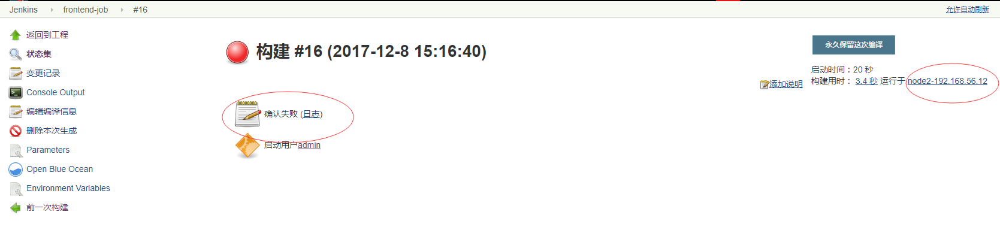 Jenkins frontend-job #16 允许自动刷新
返回到工程
状态集
变更记录
Console Output
编辑编译信息
删除本次生成
Parameters
Open Blue Ocean
Environment Variables
前一次构建
构建 #16 (2017-12-8 15:16:40)
确认失败 (日志)
启动用户admin
永久保留这次编译
启动时间：20 秒
构建用时： 3.4 秒 运行于 node2-192.168.56.12
添加说明